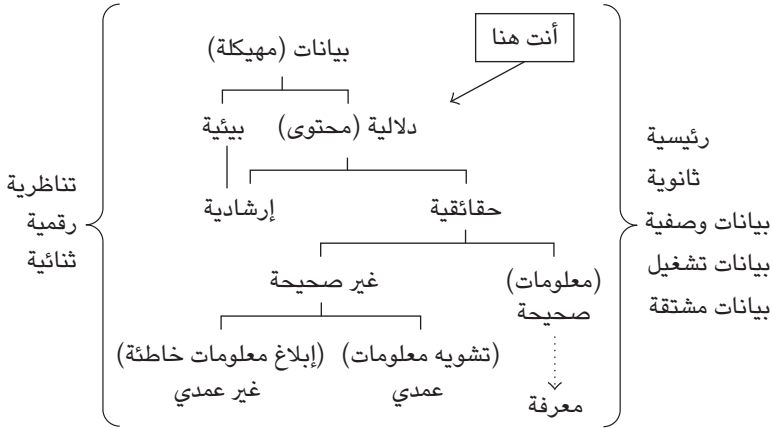 أنت هنا
بيانات (مهيكلة)
دلالية (محتوى)
بيئية
إرشادية
حقائقية
غير صحيحة
(معلومات)
صحيحة
(تشويه معلومات)
عمدي
(إبلاغ معلومات خاطئة)
غير عمدي
معرفة
رئيسية
ثانوية
بيانات وصفية
بيانات تشغيل
بيانات مشتقة
تناظرية
رقمية
ثنائية